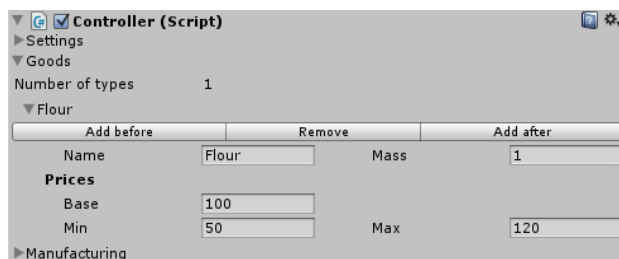 Controller (Script)
Settings
Goods
Number of types 1
Flour
Add before Remove Add after
Name Flour Mass 1
Prices
Base 100
Min 50 Max 120
Manufacturing